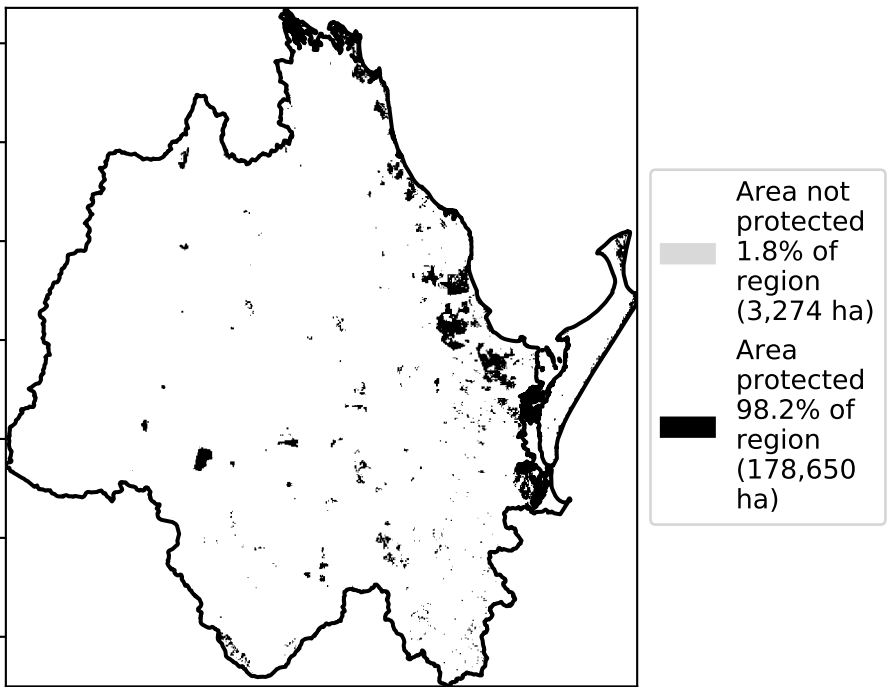 Area not
protected
1.8% of
region
(3,274 ha)
Area
protected
98.2% of
region
(178,650
ha)